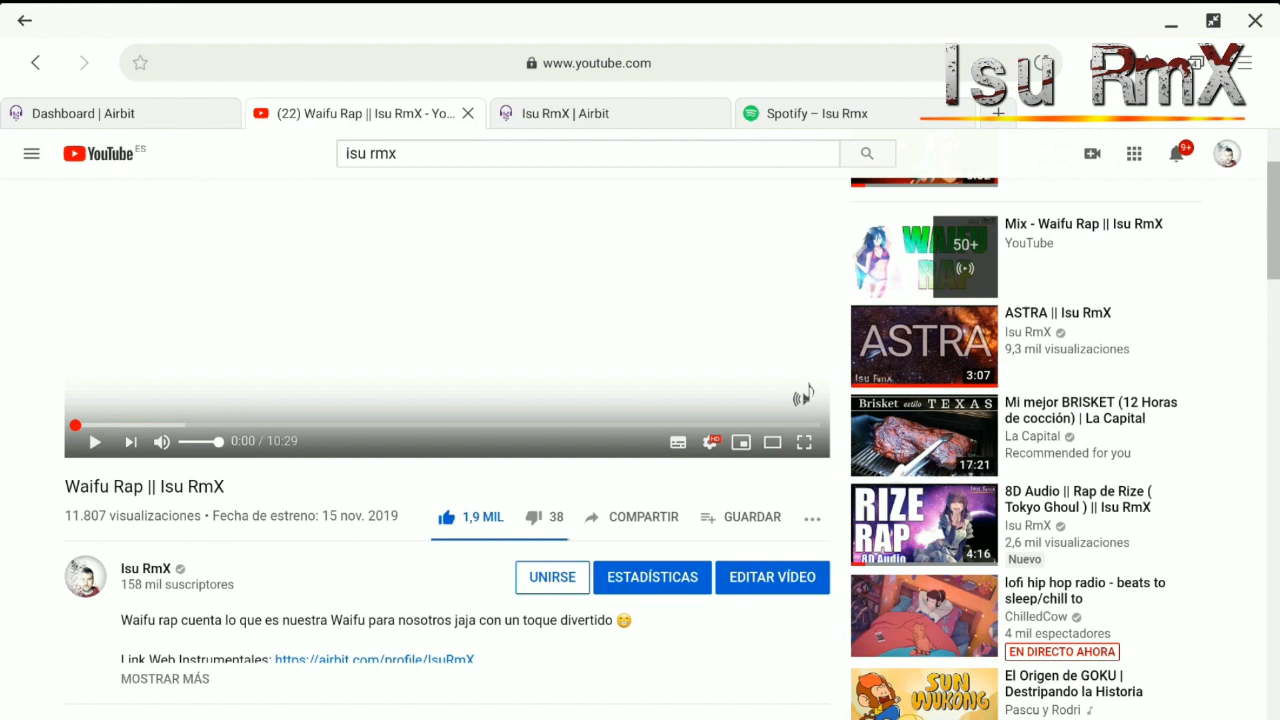 www.youtube.com
Isu RmX
Dashboard | Airbit
(22) Waifu Rap || Isu RmX - Yo...
Isu RmX | Airbit
Spotify – Isu Rmx
YouTube ES
isu rmx
9+
50+
Mix - Waifu Rap || Isu RmX
YouTube
ASTRA
Isu RmX
3:07
ASTRA || Isu RmX
Isu RmX
9,3 mil visualizaciones
Brisket estilo TEXAS
17:21
Mi mejor BRISKET (12 Horas
de cocción) | La Capital
La Capital
Recommended for you
0:00 / 10:29
HD
Waifu Rap || Isu RmX
11.807 visualizaciones • Fecha de estreno: 15 nov. 2019
1,9 MIL
38
COMPARTIR
GUARDAR
RIZE
RAP
8D Audio
4:16
8D Audio || Rap de Rize (
Tokyo Ghoul ) || Isu RmX
Isu RmX
2,6 mil visualizaciones
Nuevo
Isu RmX
158 mil suscriptores
UNIRSE
ESTADÍSTICAS
EDITAR VÍDEO
Waifu rap cuenta lo que es nuestra Waifu para nosotros jaja con un toque divertido 😁
Link Web Instrumentales: https://airbit.com/profile/IsuRmX
MOSTRAR MÁS
lofi hip hop radio - beats to
sleep/chill to
ChilledCow
4 mil espectadores
EN DIRECTO AHORA
SUN
WUKONG
El Origen de GOKU |
Destripando la Historia
Pascu y Rodri